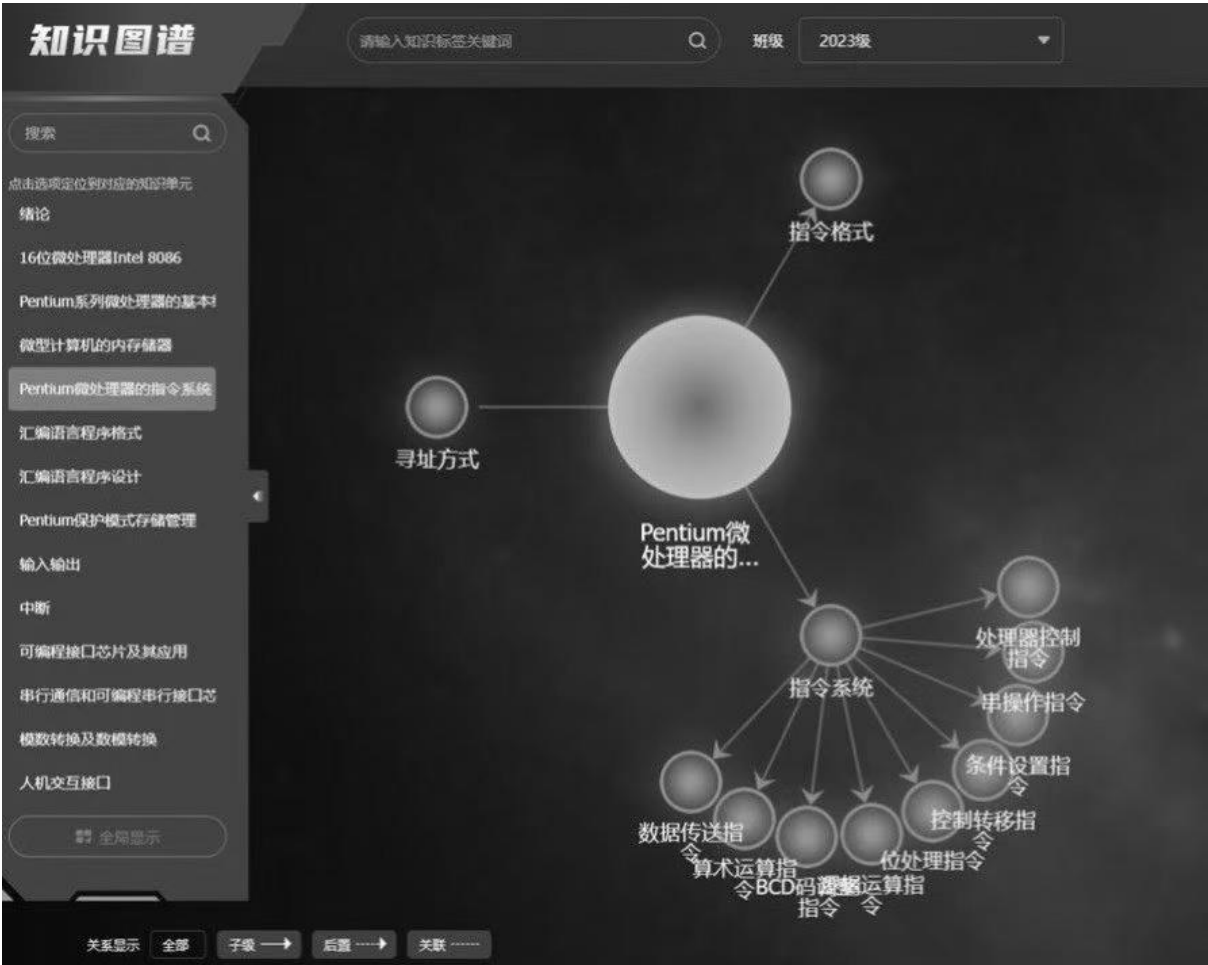 知识图谱
请输入知识标签关键词
班级
2023级
搜索
点击选项定位到对应的知识单元
绪论
16位微处理器Intel 8086
Pentium系列微处理器的基本
微型计算机的内存储器
Pentium微处理器的指令系统
汇编语言程序格式
汇编语言程序设计
Pentium保护模式存储管理
输入输出
中断
可编程接口芯片及其应用
串行通信和可编程串行接口芯
模数转换及数模转换
人机交互接口
全局显示
指令格式
寻址方式
Pentium微
处理器的...
指令系统
处理器控制
指令
串操作指令
条件设置指
令
控制转移指
令
位处理指令
数据传送指
令
算术运算指
令
BCD码
指令
运算指
令
关系显示
全部
子级
后置
关联